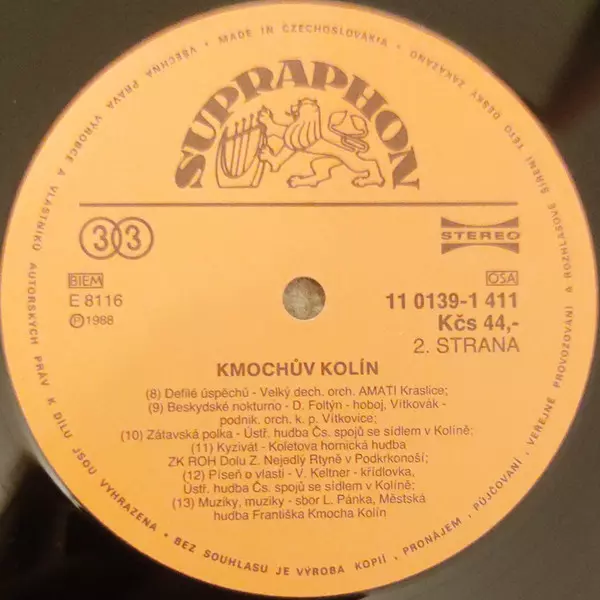 VŠECHNA PRÁVA VÝROBCE A VLASTNÍKŮ AUTORSKÝCH PRÁV K DÍLU JSOU VYHRAZENA • BEZ SOUHLASU JE VÝROBA KOPIÍ, PRONÁJEM, PŮJČOVÁNÍ, VEŘEJNÉ PROVOZOVÁNÍ A ROZHLASOVÉ ŠÍŘENÍ TÉTO DESKY ZAKÁZÁNO • MADE IN CZECHOSLOVAKIA •
SUPRAPHON
33
STEREO
BIEM
OSA
E 8116
11 0139-1 411
Ⓟ1988
Kčs 44,-
2. STRANA
KMOCHŮV KOLÍN
(8) Defilé úspěchů - Velký dech. orch. AMATI Kraslice;
(9) Beskydské nokturno - D. Foltýn - hoboj, Vítkovák -
podnik. orch. k. p. Vítkovice;
(10) Zátavská polka - Ústř. hudba Čs. spojů se sídlem v Kolíně;
(11) Kyzivát - Koletova hornická hudba
ZK ROH Dolu Z. Nejedlý Rtyně v Podkrkonoší;
(12) Píseň o vlasti - V. Keltner - křídlovka,
Ústř. hudba Čs. spojů se sídlem v Kolíně;
(13) Muziky, muziky - sbor L. Pánka, Městská
hudba Františka Kmocha Kolín